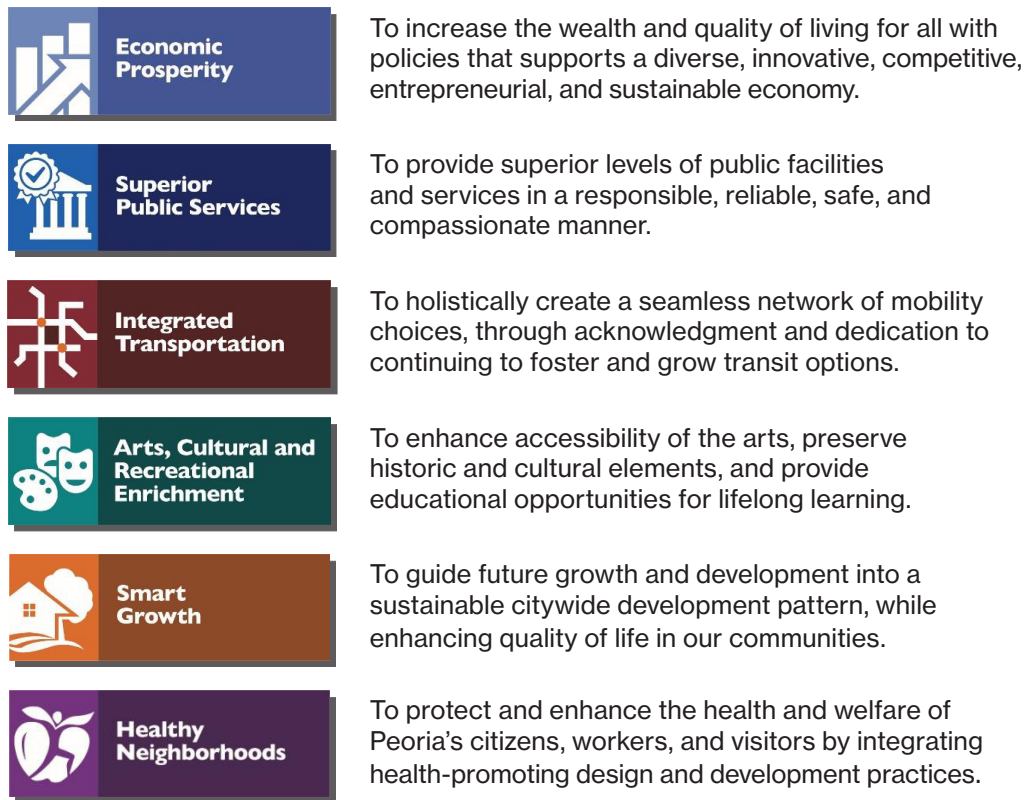 Economic
Prosperity
To increase the wealth and quality of living for all with
policies that supports a diverse, innovative, competitive,
entrepreneurial, and sustainable economy.
Superior
Public Services
To provide superior levels of public facilities
and services in a responsible, reliable, safe, and
compassionate manner.
Integrated
Transportation
To holistically create a seamless network of mobility
choices, through acknowledgment and dedication to
continuing to foster and grow transit options.
Arts, Cultural and
Recreational
Enrichment
To enhance accessibility of the arts, preserve
historic and cultural elements, and provide
educational opportunities for lifelong learning.
Smart
Growth
To guide future growth and development into a
sustainable citywide development pattern, while
enhancing quality of life in our communities.
Healthy
Neighborhoods
To protect and enhance the health and welfare of
Peoria’s citizens, workers, and visitors by integrating
health-promoting design and development practices.